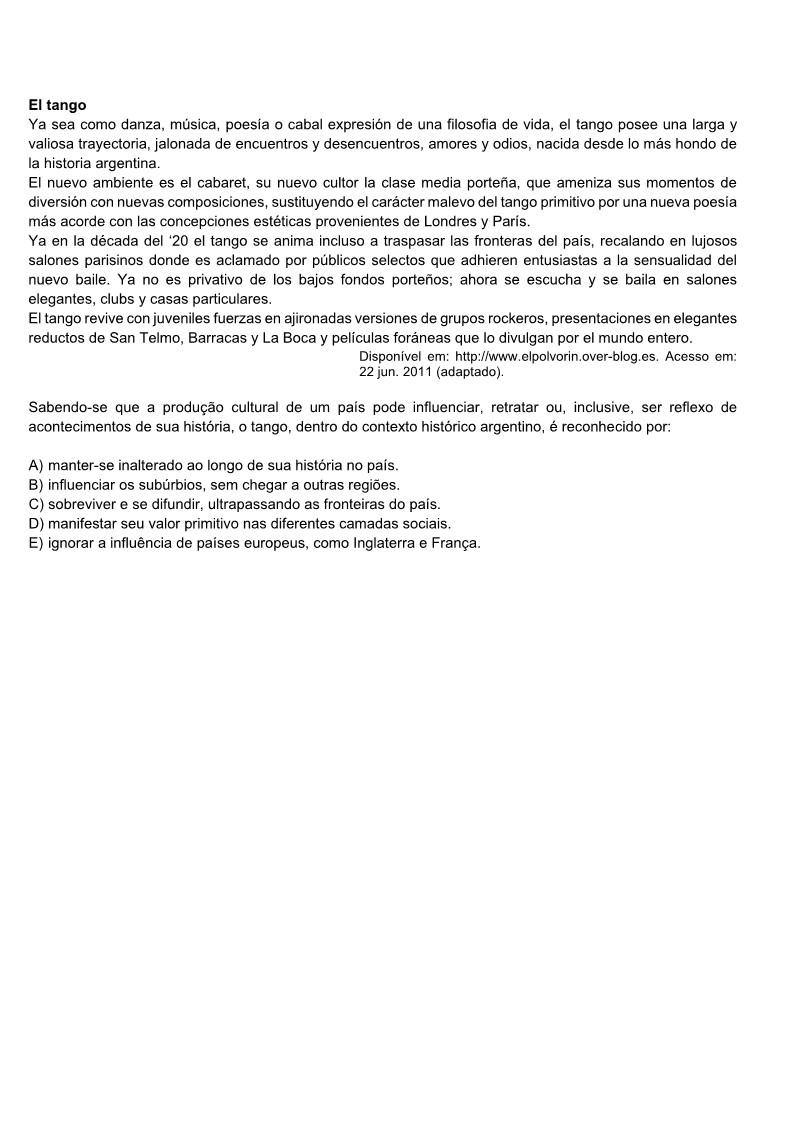 El tango
Ya sea como danza, música, poesía o cabal expresión de una filosofia de vida, el tango posee una larga y
valiosa trayectoria, jalonada de encuentros y desencuentros, amores y odios, nacida desde lo más hondo de
la historia argentina.
El nuevo ambiente es el cabaret, su nuevo cultor la clase media porteña, que ameniza sus momentos de
diversión con nuevas composiciones, sustituyendo el carácter malevo del tango primitivo por una nueva poesía
más acorde con las concepciones estéticas provenientes de Londres y París.
Ya en la década del ‘20 el tango se anima incluso a traspasar las fronteras del país, recalando en lujosos
salones parisinos donde es aclamado por públicos selectos que adhieren entusiastas a la sensualidad del
nuevo baile. Ya no es privativo de los bajos fondos porteños; ahora se escucha y se baila en salones
elegantes, clubs y casas particulares.
El tango revive con juveniles fuerzas en ajironadas versiones de grupos rockeros, presentaciones en elegantes
reductos de San Telmo, Barracas y La Boca y películas foráneas que lo divulgan por el mundo entero.
Disponível em: http://www.elpolvorin.over-blog.es. Acesso em:
22 jun. 2011 (adaptado).
Sabendo-se que a produção cultural de um país pode influenciar, retratar ou, inclusive, ser reflexo de
acontecimentos de sua história, o tango, dentro do contexto histórico argentino, é reconhecido por:
A) manter-se inalterado ao longo de sua história no país.
B) influenciar os subúrbios, sem chegar a outras regiões.
C) sobreviver e se difundir, ultrapassando as fronteiras do país.
D) manifestar seu valor primitivo nas diferentes camadas sociais.
E) ignorar a influência de países europeus, como Inglaterra e França.